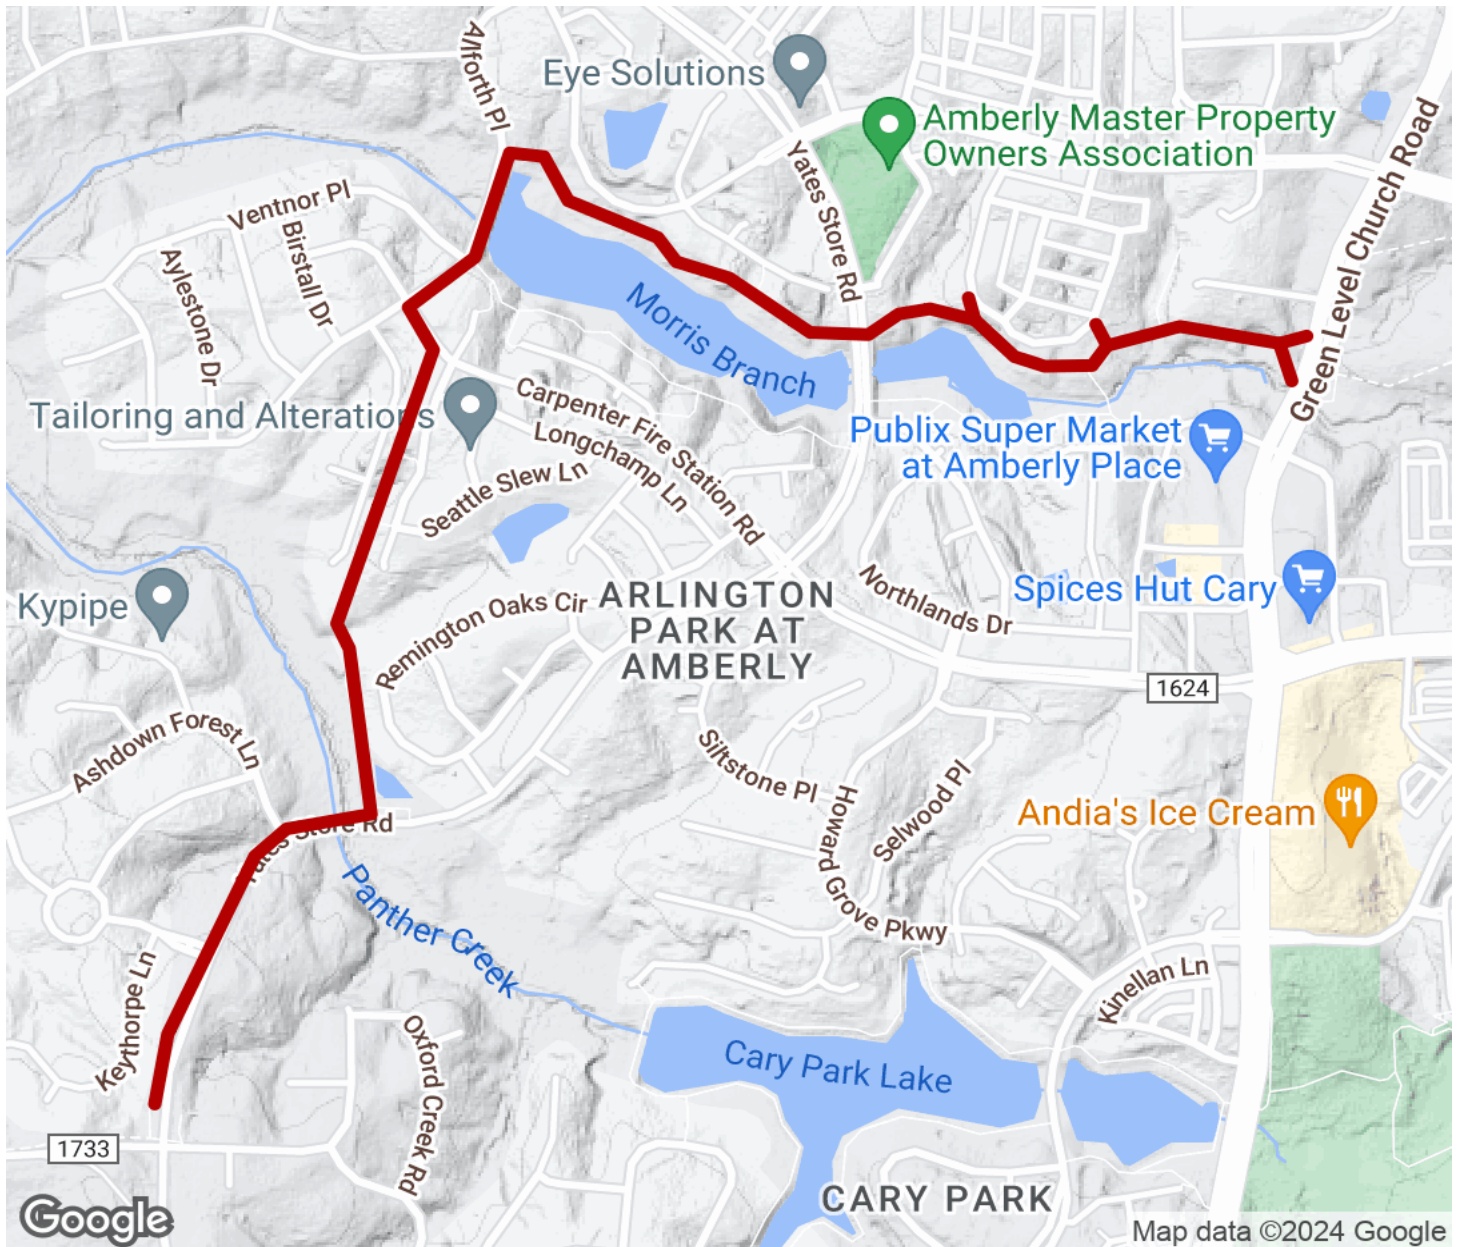 Allforth Pl
Eye Solutions
Amberly Master Property
Owners Association
Yates Store Rd
Green Level Church Road
Ventnor Pl
Birstall Dr
Aylestone Dr
Morris Branch
Tailoring and Alterations
Carpenter Fire Station Rd
Longchamp Ln
Seattle Slew Ln
Publix Super Market
at Amberly Place
Kypipe
Remington Oaks Cir
ARLINGTON
PARK AT
AMBERLY
Northlands Dr
Spices Hut Cary
1624
Ashdown Forest Ln
Siltstone Pl
Howard Grove Pkwy
Selwood Pl
Andia's Ice Cream
Yates Store Rd
Panther Creek
Keythorpe Ln
Oxford Creek Rd
Kinellan Ln
Cary Park Lake
1733
CARY PARK
Google
Map data ©2024 Google